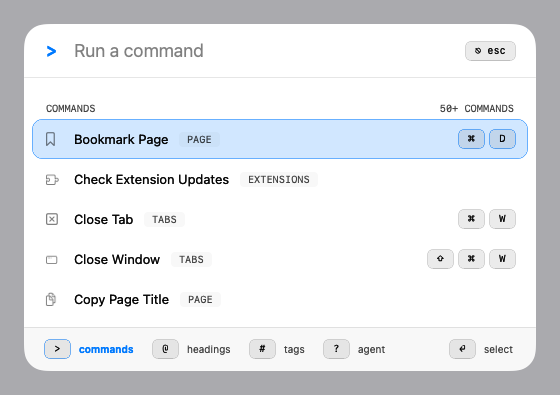 > Run a command esc
COMMANDS 50+ COMMANDS
Bookmark Page PAGE ⌘ D
Check Extension Updates EXTENSIONS
Close Tab TABS ⌘ W
Close Window TABS ⇧ ⌘ W
Copy Page Title PAGE
> commands @ headings # tags ? agent ↵ select